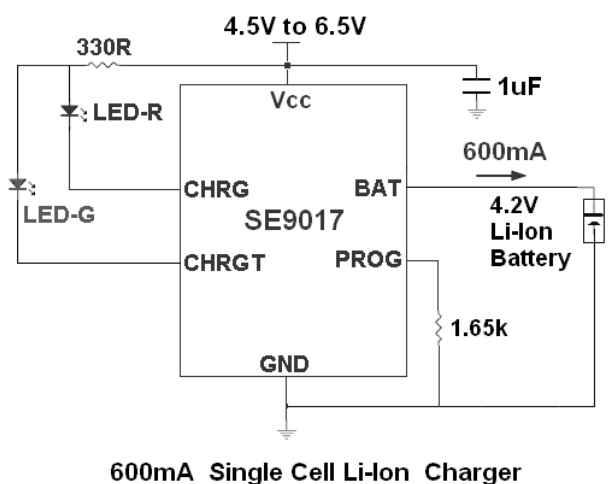 4.5V to 6.5V
330R
1uF
Vcc
LED-R
600mA
CHRG
BAT
LED-G
SE9017
4.2V
Li-Ion
Battery
CHRGT
PROG
1.65k
GND
600mA Single Cell Li-Ion Charger